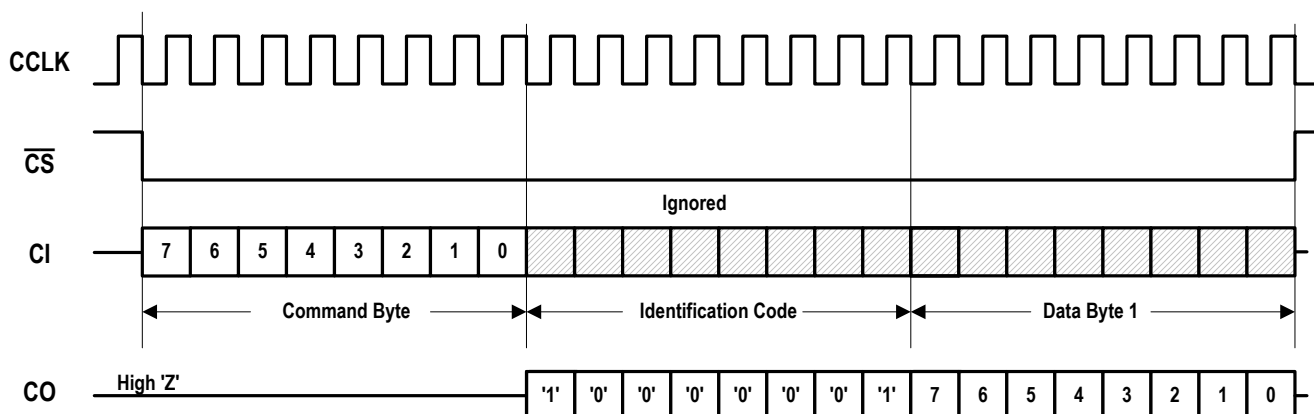 CCLK
CS
Ignored
CI 7 6 5 4 3 2 1 0
Command Byte Identification Code Data Byte 1
High 'Z'
CO '1' '0' '0' '0' '0' '0' '0' '1' 7 6 5 4 3 2 1 0